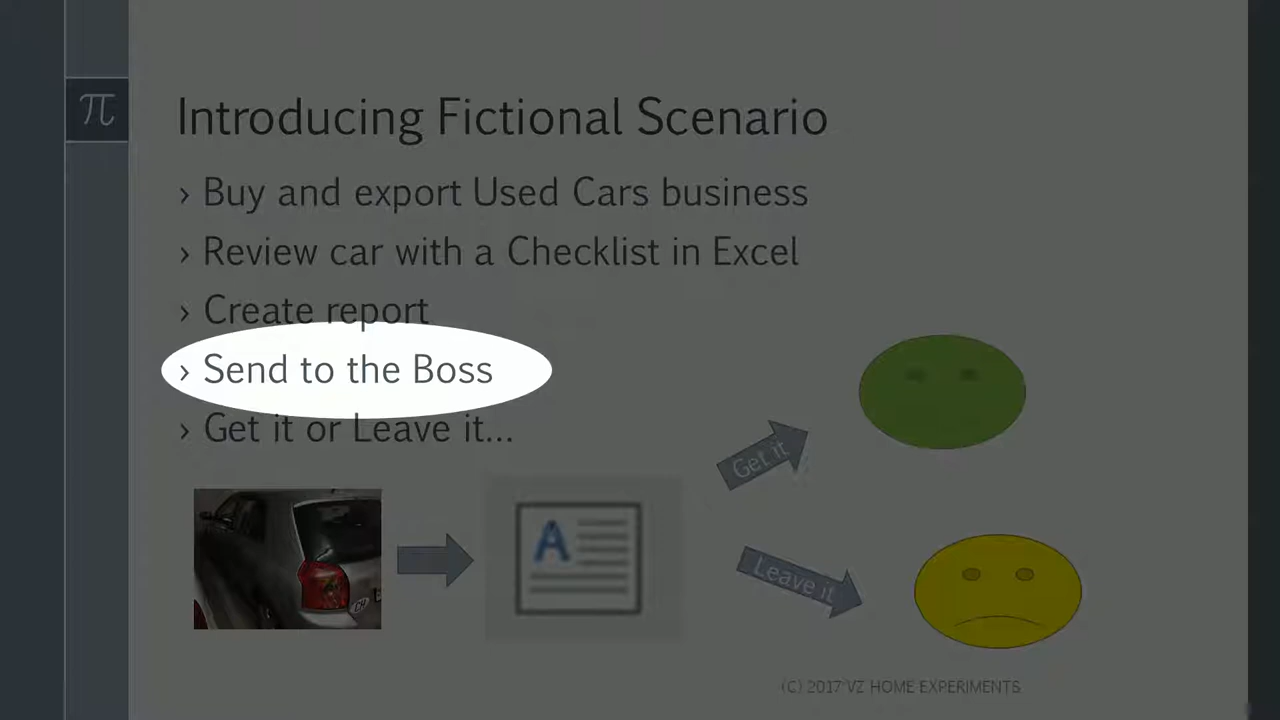 π
Introducing Fictional Scenario
› Buy and export Used Cars business
› Review car with a Checklist in Excel
› Create report
› Send to the Boss
› Get it or Leave it...
Get it
A
Leave it
CH
(C) 2017 VZ HOME EXPERIMENTS